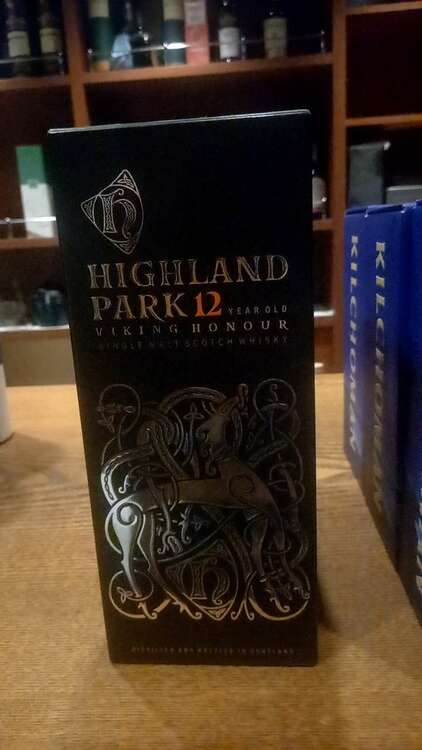 H
HIGHLAND
PARK 12 YEAR OLD
VIKING HONOUR
SINGLE MALT SCOTCH WHISKY
H
DISTILLED AND BOTTLED IN SCOTLAND
KILCHOMAN